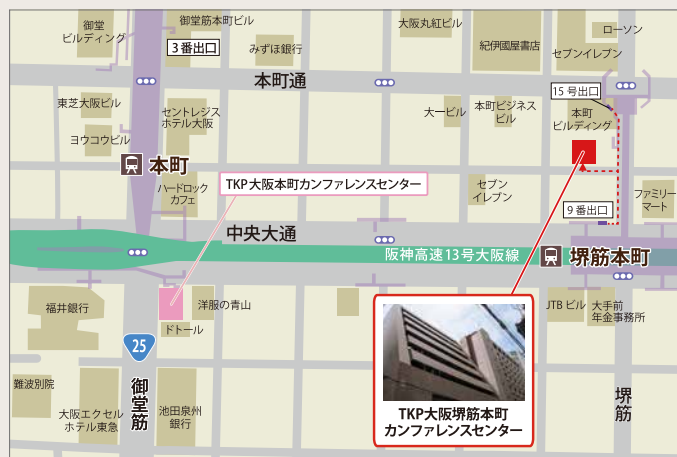 御堂
ビルディング
御堂筋本町ビル
3番出口
みずほ銀行
大阪丸紅ビル
紀伊國屋書店
ローソン
セブンイレブン
本町通
15号出口
東芝大阪ビル
ヨウコウビル
セントレジス
ホテル大阪
大一ビル
本町ビジネス
ビル
本町
ビルディング
本町
ハードロック
カフェ
TKP大阪本町カンファレンスセンター
セブン
イレブン
ファミリー
マート
9番出口
中央大通
阪神高速13号大阪線
堺筋本町
福井銀行
洋服の青山
ドトール
JTBビル
大手前
年金事務所
25
難波別院
大阪エクセル
ホテル東急
御堂筋
池田泉州
銀行
TKP大阪堺筋本町
カンファレンスセンター
堺筋